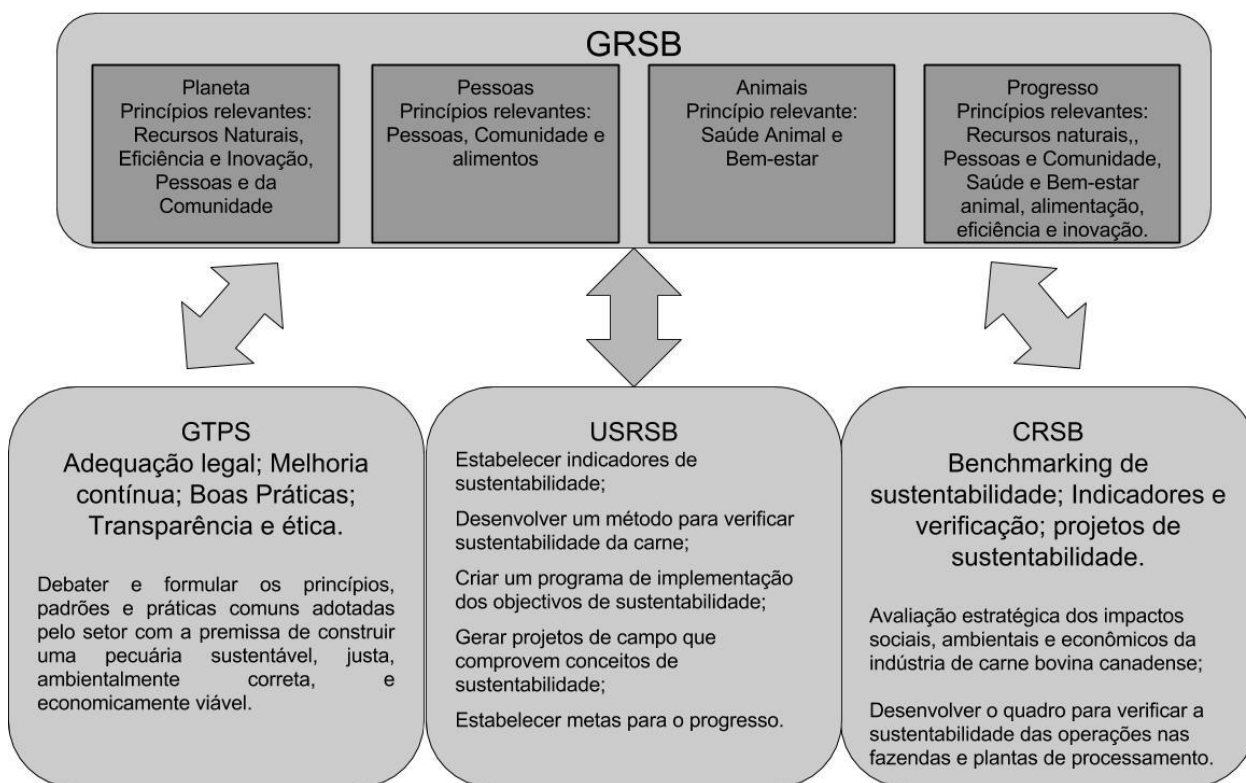 GRSB
Planeta
Princípios relevantes:
Recursos Naturais,
Eficiência e Inovação,
Pessoas e da
Comunidade
Pessoas
Princípios relevantes:
Pessoas, Comunidade e
alimentos
Animais
Princípio relevante:
Saúde Animal e
Bem-estar
Progresso
Princípios relevantes:
Recursos naturais,,
Pessoas e Comunidade,
Saúde e Bem-estar
animal, alimentação,
eficiência e inovação.
GTPS
Adequação legal; Melhoria
contínua; Boas Práticas;
Transparência e ética.
Debater e formular os princípios,
padrões e práticas comuns adotadas
pelo setor com a premissa de construir
uma pecuária sustentável, justa,
ambientalmente correta, e
economicamente viável.
USRSB
Estabelecer indicadores de
sustentabilidade;
Desenvolver um método para verificar
sustentabilidade da carne;
Criar um programa de implementação
dos objectivos de sustentabilidade;
Gerar projetos de campo que
comprovem conceitos de
sustentabilidade;
Estabelecer metas para o progresso.
CRSB
Benchmarking de
sustentabilidade; Indicadores e
verificação; projetos de
sustentabilidade.
Avaliação estratégica dos impactos
sociais, ambientais e econômicos da
indústria de carne bovina canadense;
Desenvolver o quadro para verificar a
sustentabilidade das operações nas
fazendas e plantas de processamento.